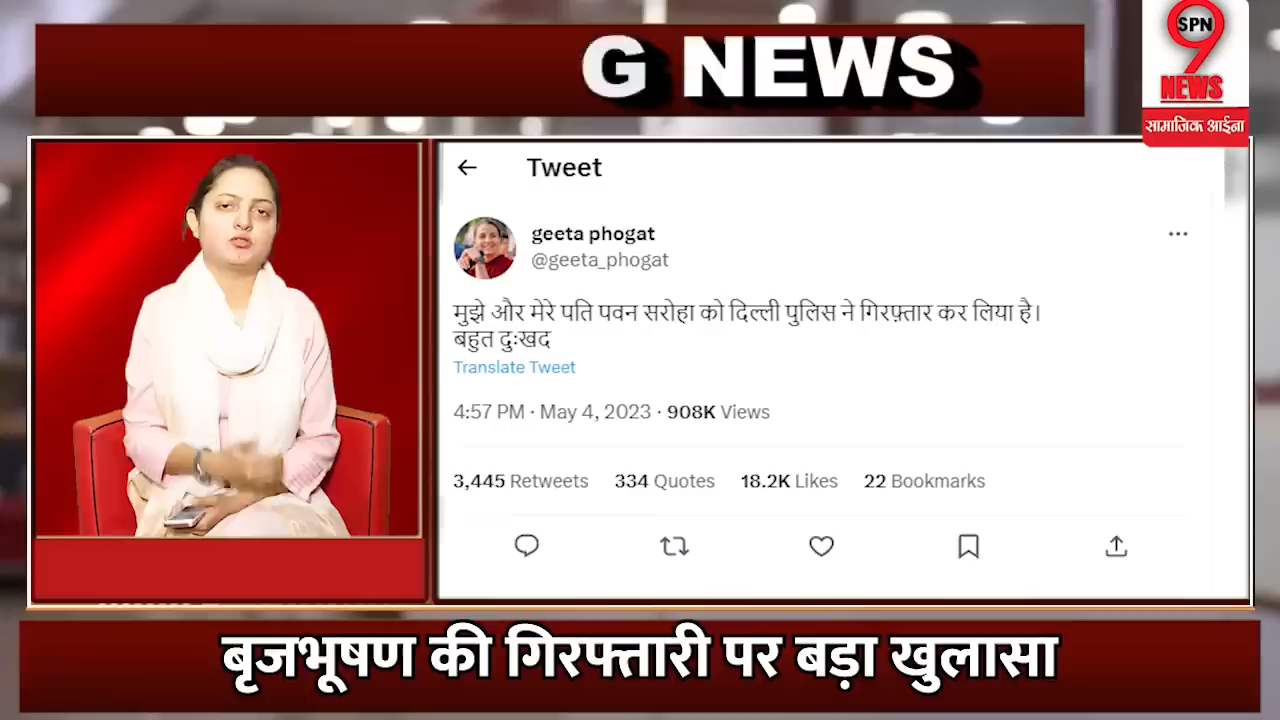 G NEWS
SPN
9
NEWS
सामाजिक आईना
Tweet
geeta phogat
@geeta_phogat
मुझे और मेरे पति पवन सरोहा को दिल्ली पुलिस ने गिरफ़्तार कर लिया है।
बहुत दुःखद
Translate Tweet
4:57 PM · May 4, 2023 · 908K Views
3,445 Retweets 334 Quotes 18.2K Likes 22 Bookmarks
बृजभूषण की गिरफ्तारी पर बड़ा खुलासा